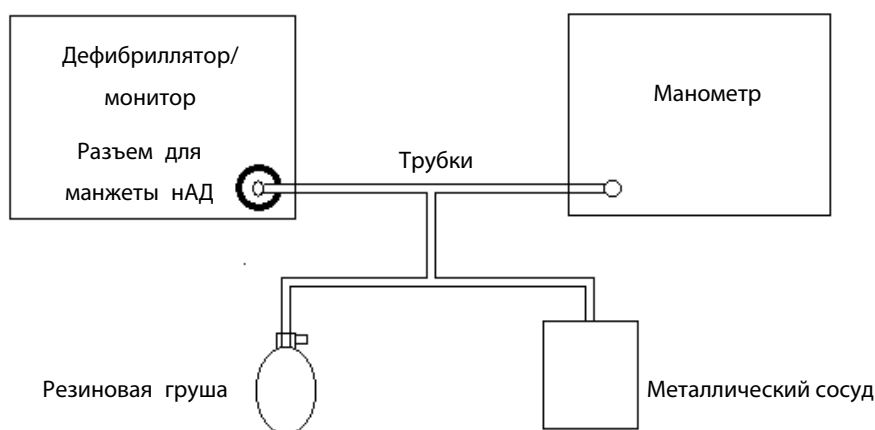 Дефибриллятор/
монитор
Разъем для
манжеты нАД
Трубки
Манометр
Резиновая груша
Металлический сосуд